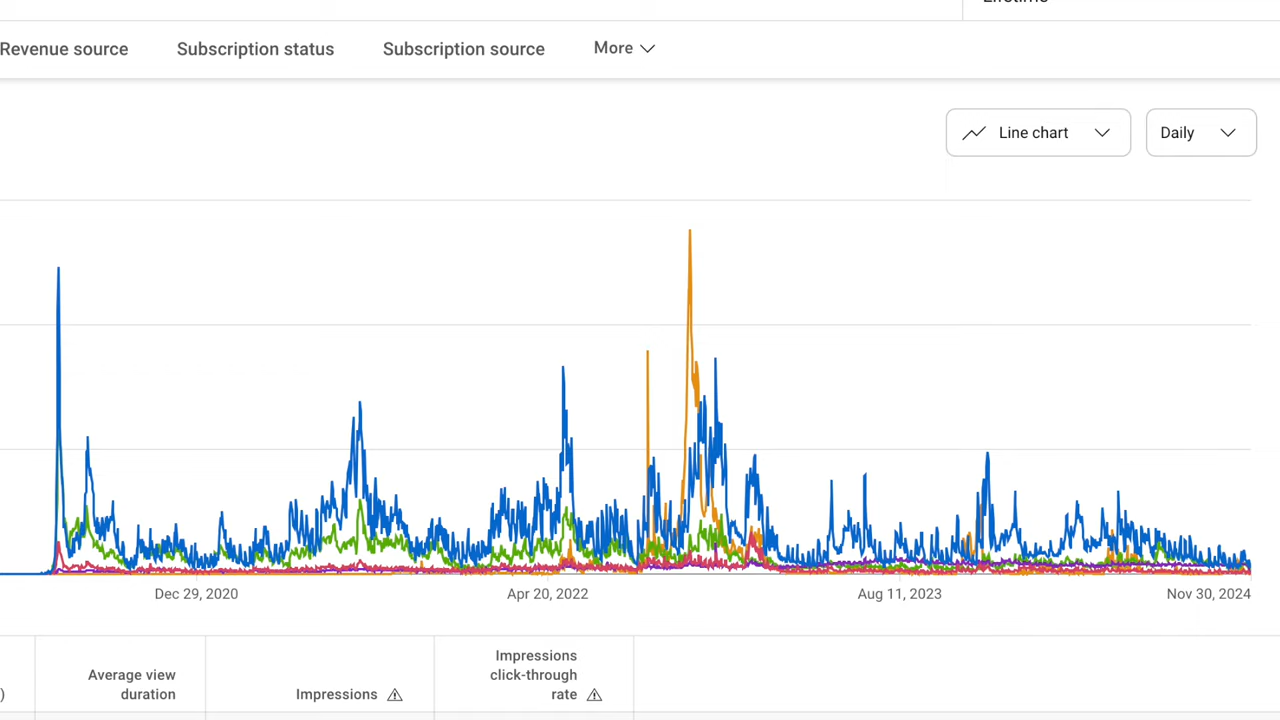 Lifetime
Revenue source Subscription status Subscription source More
Line chart Daily
Dec 29, 2020 Apr 20, 2022 Aug 11, 2023 Nov 30, 2024
Average view
duration
Impressions
Impressions
click-through
rate
)